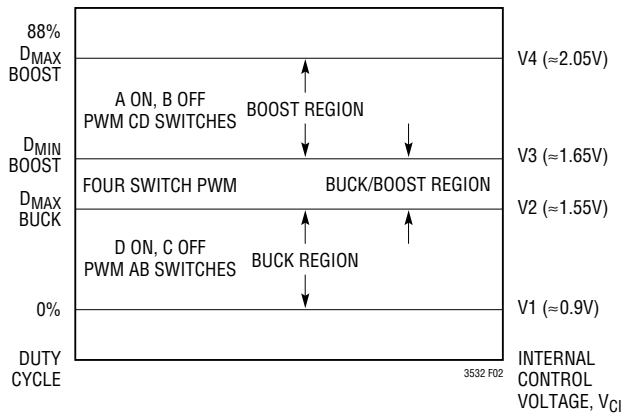 88%
DMAX
BOOST
V4 (≈2.05V)
A ON, B OFF
PWM CD SWITCHES
BOOST REGION
DMIN
BOOST
V3 (≈1.65V)
FOUR SWITCH PWM
BUCK/BOOST REGION
DMAX
BUCK
V2 (≈1.55V)
D ON, C OFF
PWM AB SWITCHES
BUCK REGION
0%
V1 (≈0.9V)
DUTY
CYCLE
3532 F02
INTERNAL
CONTROL
VOLTAGE, VCI